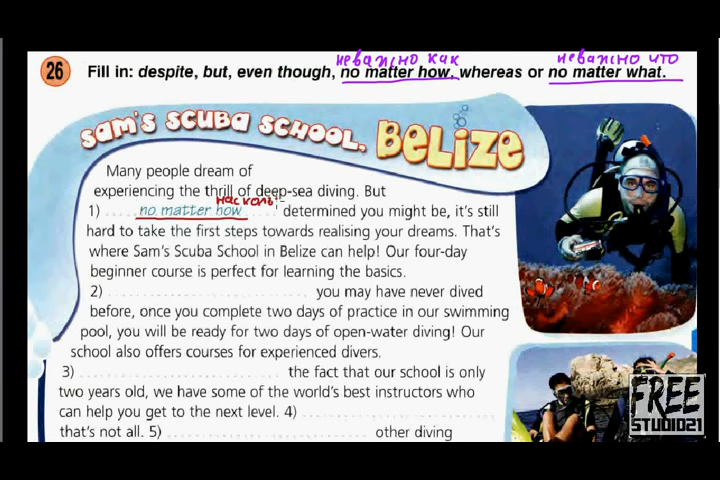 неважно как неважно что
26 Fill in: despite, but, even though, no matter how, whereas or no matter what.
SAM'S SCUBA SCHOOL, BELIZE
Many people dream of
experiencing the thrill of deep-sea diving. But
насколь
1) .....no matter how..... determined you might be, it's still
hard to take the first steps towards realising your dreams. That's
where Sam's Scuba School in Belize can help! Our four-day
beginner course is perfect for learning the basics.
2) ................................ you may have never dived
before, once you complete two days of practice in our swimming
pool, you will be ready for two days of open-water diving! Our
school also offers courses for experienced divers.
3) ................................ the fact that our school is only
two years old, we have some of the world's best instructors who
can help you get to the next level. 4) ................................
that's not all. 5) ................................ other diving
FREE
STUDIO21